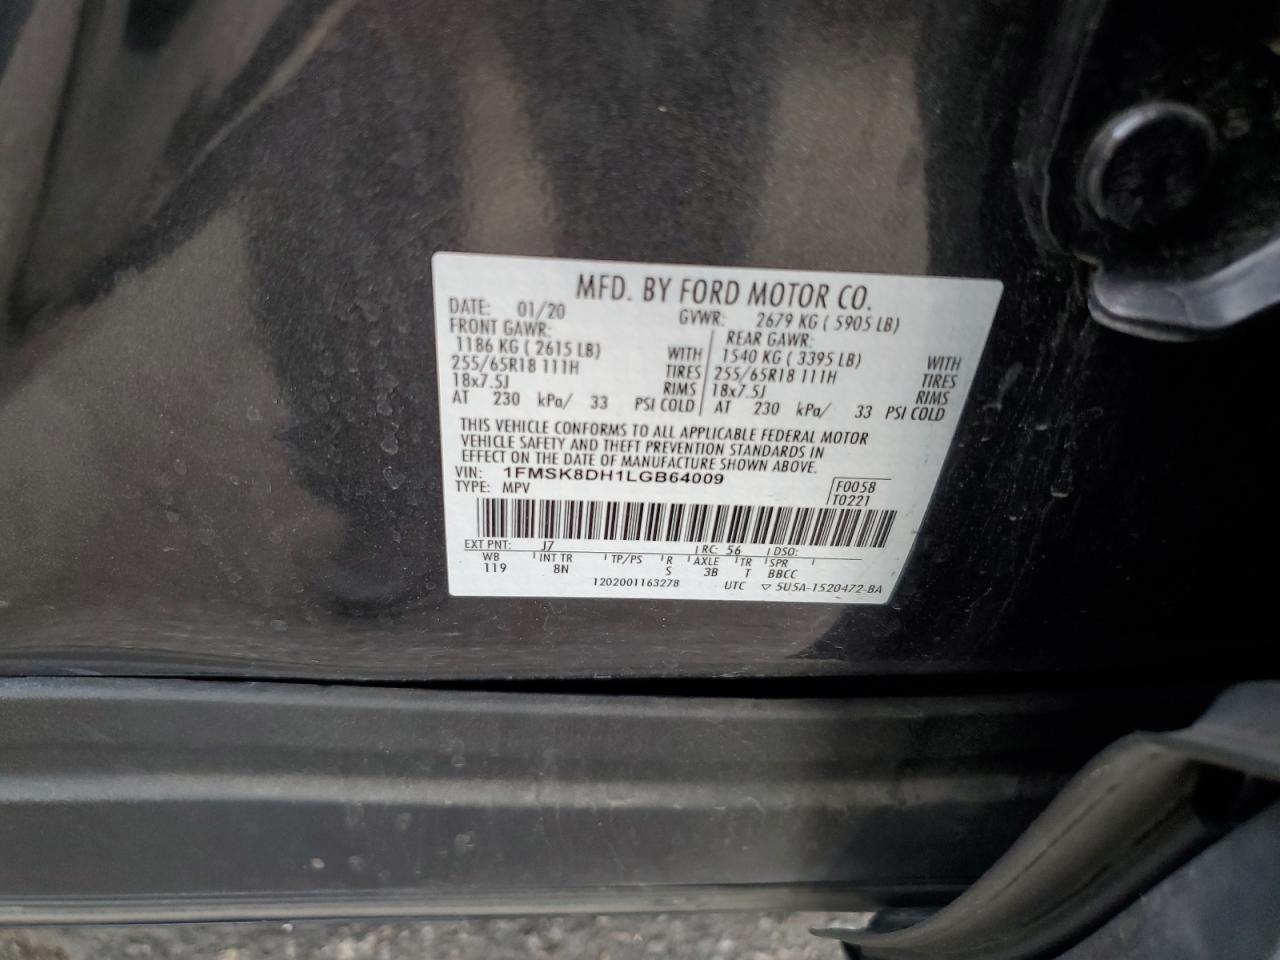 MFD. BY FORD MOTOR CO.
DATE: 01/20 GVWR: 2679 KG ( 5905 LB)
FRONT GAWR: REAR GAWR:
1186 KG ( 2615 LB) WITH 1540 KG ( 3395 LB) WITH
255/65R18 111H TIRES 255/65R18 111H TIRES
18x7.5J RIMS 18x7.5J RIMS
AT 230 kPa/ 33 PSI COLD AT 230 kPa/ 33 PSI COLD
THIS VEHICLE CONFORMS TO ALL APPLICABLE FEDERAL MOTOR
VEHICLE SAFETY AND THEFT PREVENTION STANDARDS IN
EFFECT ON THE DATE OF MANUFACTURE SHOWN ABOVE.
VIN: 1FMSK8DH1LGB64009
TYPE: MPV F0058
T0221
EXT PNT: J7 RC: 56 DSO:
WB INT TR TP/PS R AXLE TR SPR
119 8N S 3B T BBCC
1202001163278 UTC ▽ 5U5A-1520472-BA